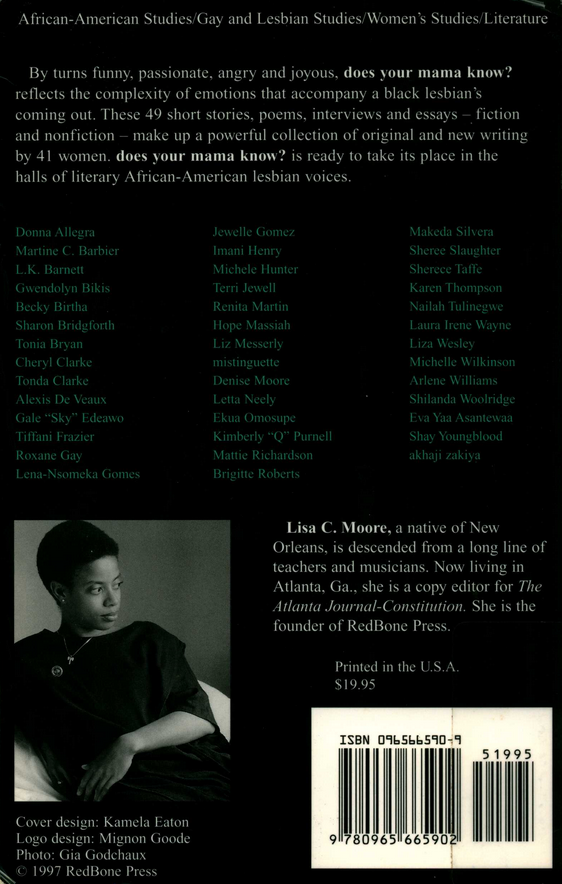 African-American Studies/Gay and Lesbian Studies/Women's Studies/Literature
By turns funny, passionate, angry and joyous, does your mama know?
reflects the complexity of emotions that accompany a black lesbian's
coming out. These 49 short stories, poems, interviews and essays – fiction
and nonfiction – make up a powerful collection of original and new writing
by 41 women. does your mama know? is ready to take its place in the
halls of literary African-American lesbian voices.
Donna Allegra
Martine C. Barbier
L.K. Barnett
Gwendolyn Bikis
Becky Birtha
Sharon Bridgforth
Tonia Bryan
Cheryl Clarke
Tonda Clarke
Alexis De Veaux
Gale “Sky” Edeawo
Tiffani Frazier
Roxane Gay
Lena-Nsomeka Gomes
Jewelle Gomez
Imani Henry
Michele Hunter
Terri Jewell
Renita Martin
Hope Massiah
Liz Messerly
mistinguette
Denise Moore
Letta Neely
Ekua Omosupe
Kimberly “Q” Purnell
Mattie Richardson
Brigitte Roberts
Makeda Silvera
Sheree Slaughter
Sherece Taffe
Karen Thompson
Nailah Tulinegwe
Laura Irene Wayne
Liza Wesley
Michelle Wilkinson
Arlene Williams
Shilanda Woolridge
Eva Yaa Asantewaa
Shay Youngblood
akhaji zakiya
Lisa C. Moore, a native of New
Orleans, is descended from a long line of
teachers and musicians. Now living in
Atlanta, Ga., she is a copy editor for The
Atlanta Journal-Constitution. She is the
founder of RedBone Press.
Printed in the U.S.A.
$19.95
ISBN 096566590-9
51995
9 780965 665902
Cover design: Kamela Eaton
Logo design: Mignon Goode
Photo: Gia Godchaux
© 1997 RedBone Press